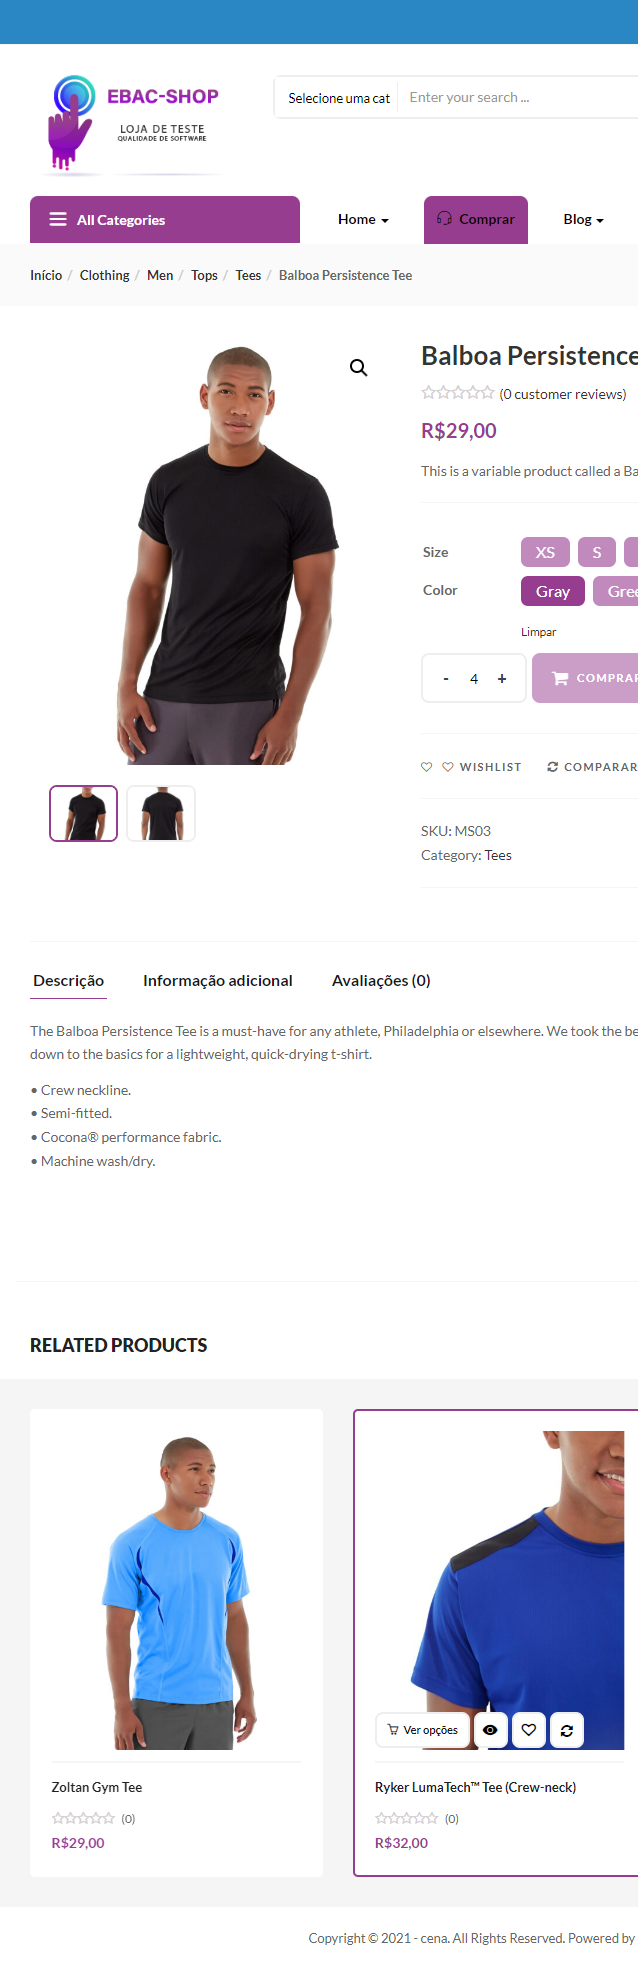 EBAC-SHOP
LOJA DE TESTE
QUALIDADE DE SOFTWARE
Selecione uma cat
Enter your search ...
All Categories
Home
Comprar
Blog
Início / Clothing / Men / Tops / Tees / Balboa Persistence Tee
Balboa Persistence
(0 customer reviews)
R$29,00
This is a variable product called a Ba
Size XS S
Color Gray Gree
Limpar
- 4 + COMPRAR
WISHLIST COMPARAR
SKU: MS03
Category: Tees
Descrição Informação adicional Avaliações (0)
The Balboa Persistence Tee is a must-have for any athlete, Philadelphia or elsewhere. We took the be
down to the basics for a lightweight, quick-drying t-shirt.
• Crew neckline.
• Semi-fitted.
• Cocona® performance fabric.
• Machine wash/dry.
RELATED PRODUCTS
Zoltan Gym Tee
(0)
R$29,00
Ver opções
Ryker LumaTech™ Tee (Crew-neck)
(0)
R$32,00
Copyright © 2021 - cena. All Rights Reserved. Powered by